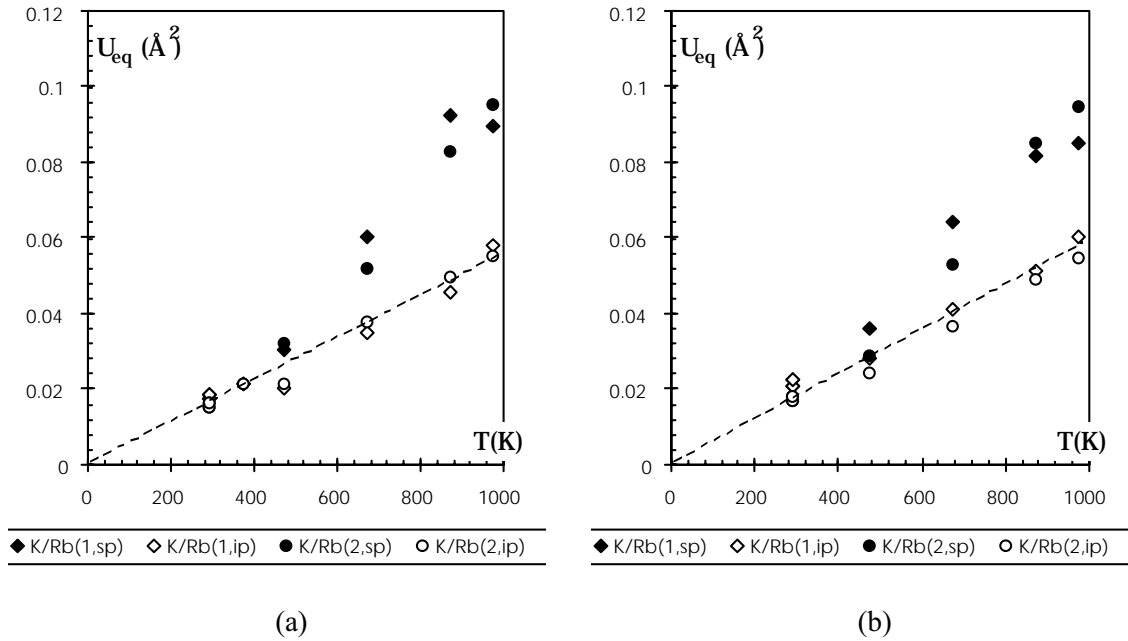 0.12
U_eq (Å²)
0.1
0.08
0.06
0.04
0.02
T(K)
0
0 200 400 600 800 1000
K/Rb(1,sp) K/Rb(1,ip) K/Rb(2,sp) K/Rb(2,ip)
(a)
0.12
U_eq (Å²)
0.1
0.08
0.06
0.04
0.02
T(K)
0
0 200 400 600 800 1000
K/Rb(1,sp) K/Rb(1,ip) K/Rb(2,sp) K/Rb(2,ip)
(b)